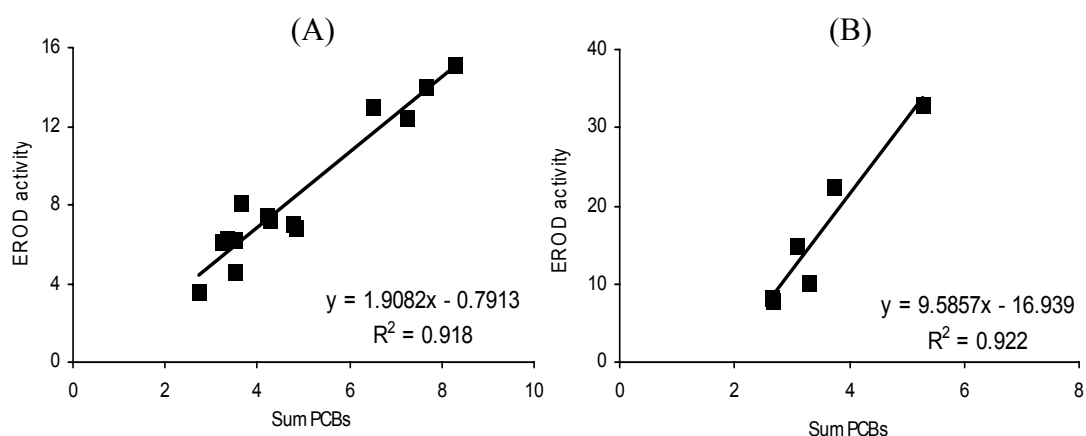 (A)
16
12
8
4
0
EROD activity
0 2 4 6 8 10
Sum PCBs
y = 1.9082x - 0.7913
R² = 0.918
(B)
40
30
20
10
0
EROD activity
0 2 4 6 8
Sum PCBs
y = 9.5857x - 16.939
R² = 0.922